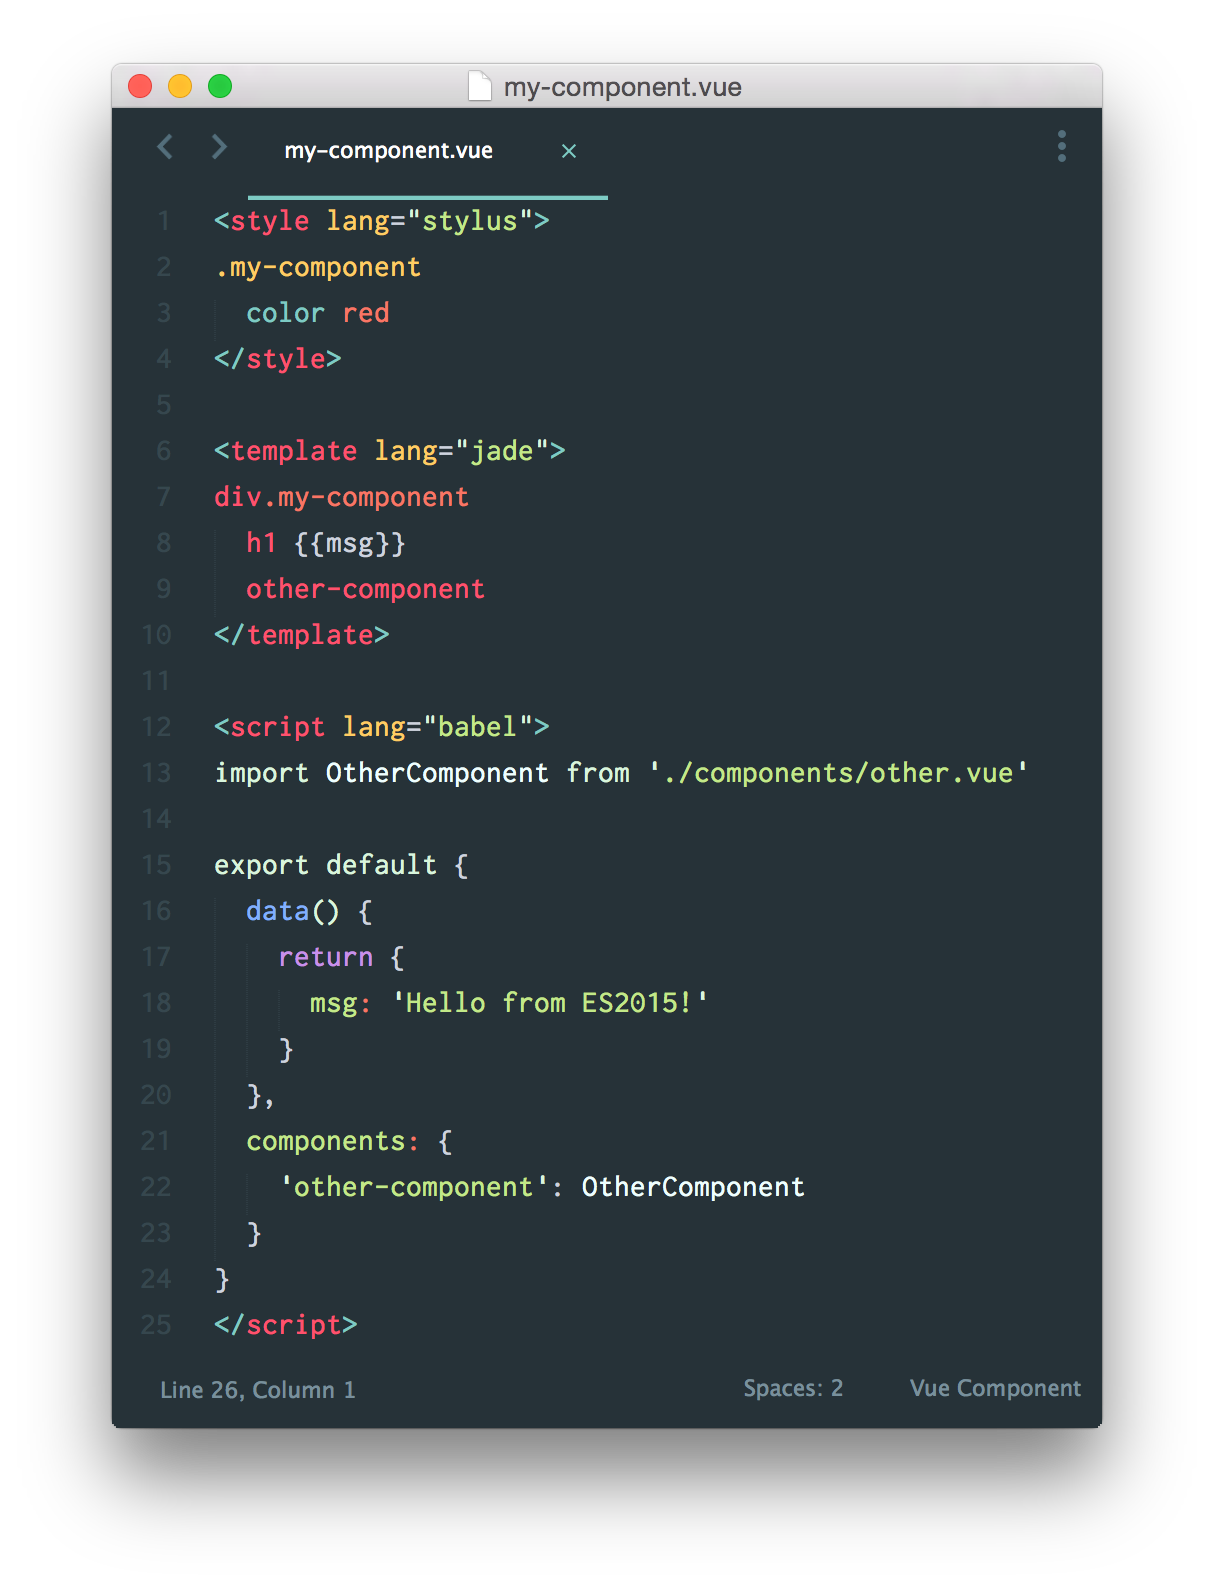 my-component.vue
my-component.vue ×
1 <style lang="stylus">
2 .my-component
3   color red
4 </style>
5
6 <template lang="jade">
7 div.my-component
8   h1 {{msg}}
9   other-component
10 </template>
11
12 <script lang="babel">
13 import OtherComponent from './components/other.vue'
14
15 export default {
16   data() {
17     return {
18       msg: 'Hello from ES2015!'
19     }
20   },
21   components: {
22     'other-component': OtherComponent
23   }
24 }
25 </script>
Line 26, Column 1 Spaces: 2 Vue Component